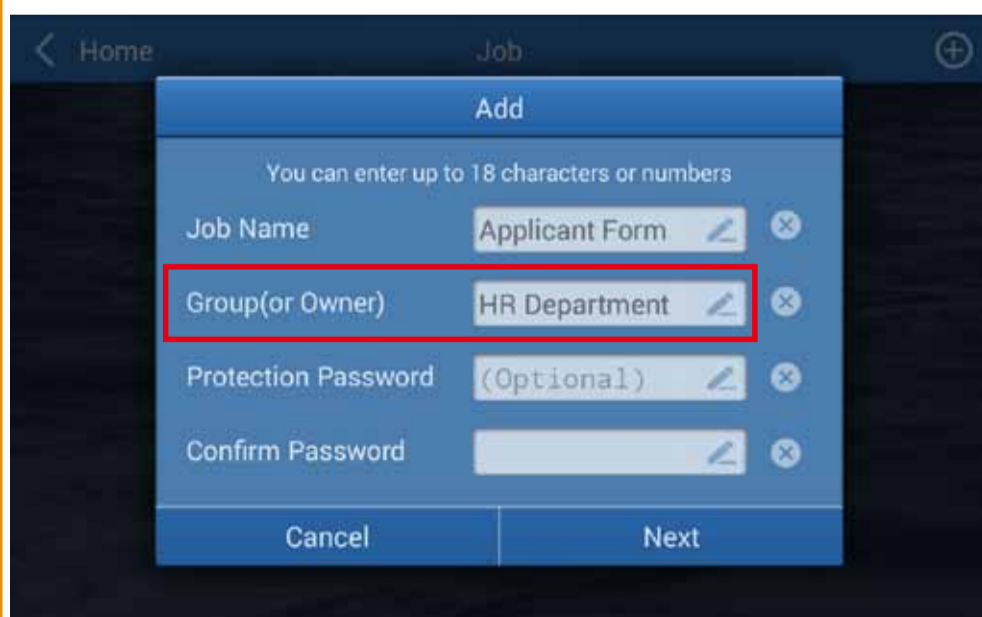 Home Job
Add
You can enter up to 18 characters or numbers
Job Name Applicant Form
Group(or Owner) HR Department
Protection Password (Optional)
Confirm Password
Cancel Next